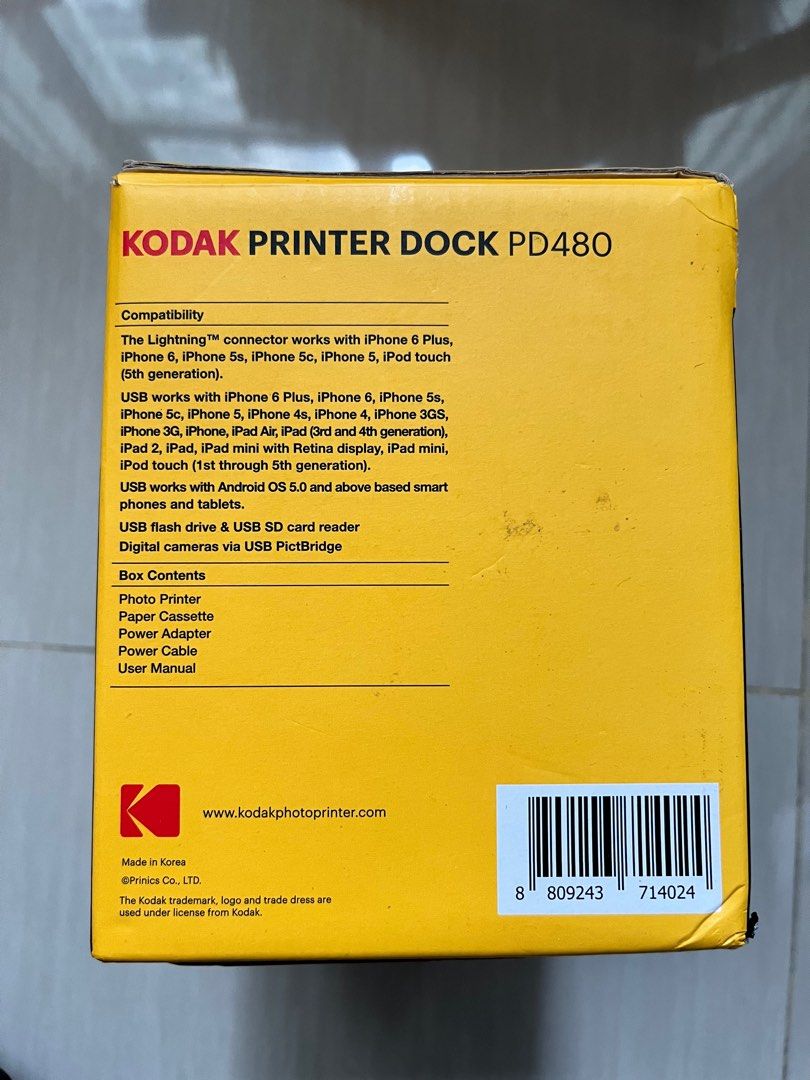 KODAK PRINTER DOCK PD480
Compatibility
The Lightning™ connector works with iPhone 6 Plus,
iPhone 6, iPhone 5s, iPhone 5c, iPhone 5, iPod touch
(5th generation).
USB works with iPhone 6 Plus, iPhone 6, iPhone 5s,
iPhone 5c, iPhone 5, iPhone 4s, iPhone 4, iPhone 3GS,
iPhone 3G, iPhone, iPad Air, iPad (3rd and 4th generation),
iPad 2, iPad, iPad mini with Retina display, iPad mini,
iPod touch (1st through 5th generation).
USB works with Android OS 5.0 and above based smart
phones and tablets.
USB flash drive & USB SD card reader
Digital cameras via USB PictBridge
Box Contents
Photo Printer
Paper Cassette
Power Adapter
Power Cable
User Manual
www.kodakphotoprinter.com
Made in Korea
©Prinics Co., LTD.
The Kodak trademark, logo and trade dress are
used under license from Kodak.
8 809243 714024